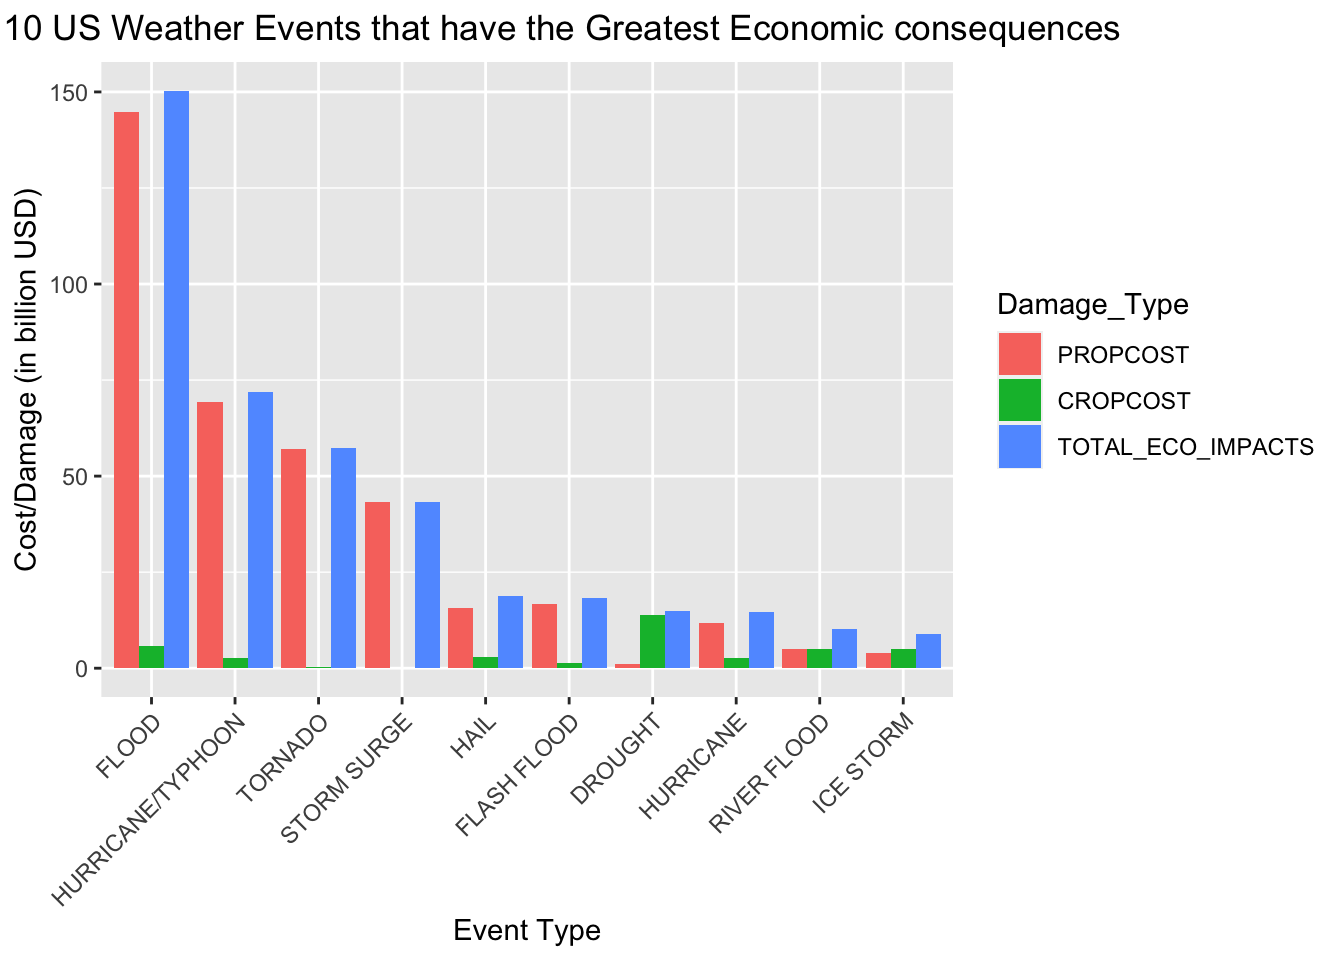 10 US Weather Events that have the Greatest Economic consequences
Cost/Damage (in billion USD)
150
100
50
0
FLOOD
HURRICANE/TYPHOON
TORNADO
STORM SURGE
HAIL
FLASH FLOOD
DROUGHT
HURRICANE
RIVER FLOOD
ICE STORM
Event Type
Damage_Type
PROPCOST
CROPCOST
TOTAL_ECO_IMPACTS